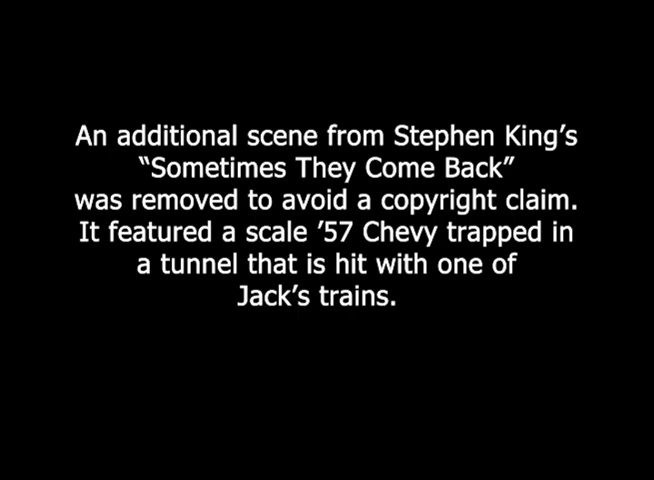 An additional scene from Stephen King’s
“Sometimes They Come Back”
was removed to avoid a copyright claim.
It featured a scale ’57 Chevy trapped in
a tunnel that is hit with one of
Jack’s trains.